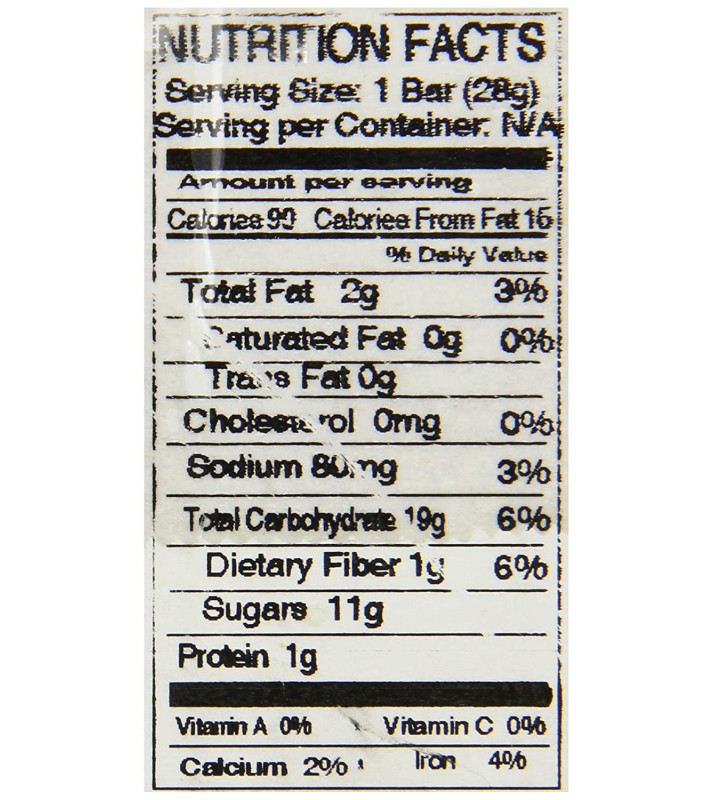 NUTRITION FACTS
Serving Size: 1 Bar (28g)
Serving per Container: N/A
Amount per serving
Calories 90 Calories From Fat 15
% Daily Value
Total Fat 2g 3%
Saturated Fat 0g 0%
Trans Fat 0g
Cholesterol 0mg 0%
Sodium 80mg 3%
Total Carbohydrate 19g 6%
Dietary Fiber 1g 6%
Sugars 11g
Protein 1g
Vitamin A 0% Vitamin C 0%
Calcium 2% Iron 4%